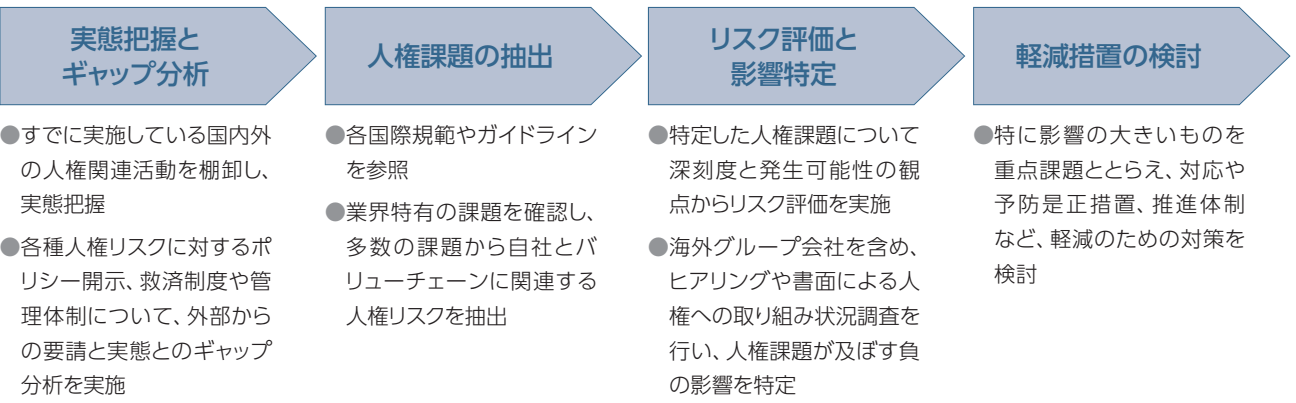 実態把握と
ギャップ分析
●すでに実施している国内外
の人権関連活動を棚卸し、
実態把握
●各種人権リスクに対するポ
リシー開示、救済制度や管
理体制について、外部から
の要請と実態とのギャップ
分析を実施
人権課題の抽出
●各国際規範やガイドライン
を参照
●業界特有の課題を確認し、
多数の課題から自社とバ
リューチェーンに関連する
人権リスクを抽出
リスク評価と
影響特定
●特定した人権課題について
深刻度と発生可能性の観
点からリスク評価を実施
●海外グループ会社を含め、
ヒアリングや書面による人
権への取り組み状況調査を
行い、人権課題が及ぼす負
の影響を特定
軽減措置の検討
●特に影響の大きいものを
重点課題ととらえ、対応や
予防是正措置、推進体制
など、軽減のための対策を
検討